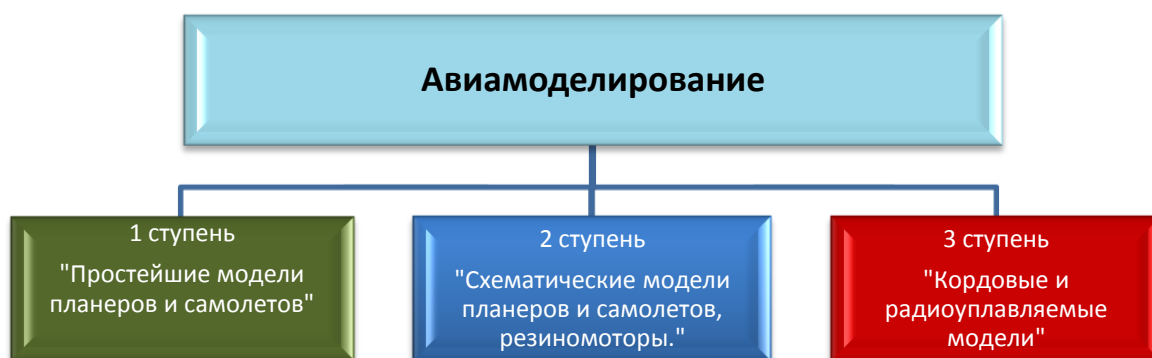 Авиамоделирование
1 ступень
"Простейшие модели
планеров и самолетов"
2 ступень
"Схематические модели
планеров и самолетов,
резиномоторы."
3 ступень
"Кордовые и
радиоуплавляемые
модели"